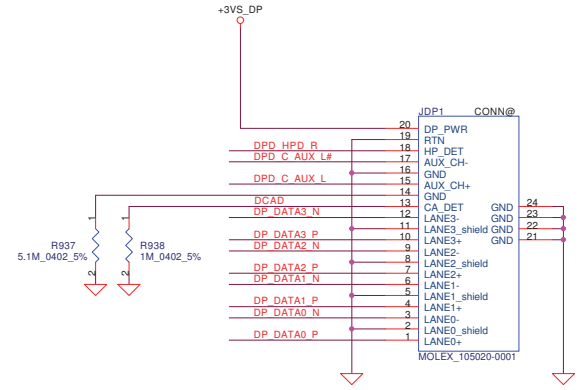 +3VS_DP
JDP1 CONN@
20 DP_PWR
19 RTN
DPD_HPD_R 18 HP_DET
DPD_C_AUX_L# 17 AUX_CH-
16 GND
DPD_C_AUX_L 15 AUX_CH+
14 GND
DCAD 13 CA_DET GND 24
DP_DATA3_N 12 LANE3- GND 23
11 LANE3_shield GND 22
DP_DATA3_P 10 LANE3+ GND 21
DP_DATA2_N 9 LANE2-
8 LANE2_shield
DP_DATA2_P 7 LANE2+
DP_DATA1_N 6 LANE1-
5 LANE1_shield
DP_DATA1_P 4 LANE1+
DP_DATA0_N 3 LANE0-
2 LANE0_shield
DP_DATA0_P 1 LANE0+
MOLEX_105020-0001
1 1
R937 R938
5.1M_0402_5% 1M_0402_5%
2 2